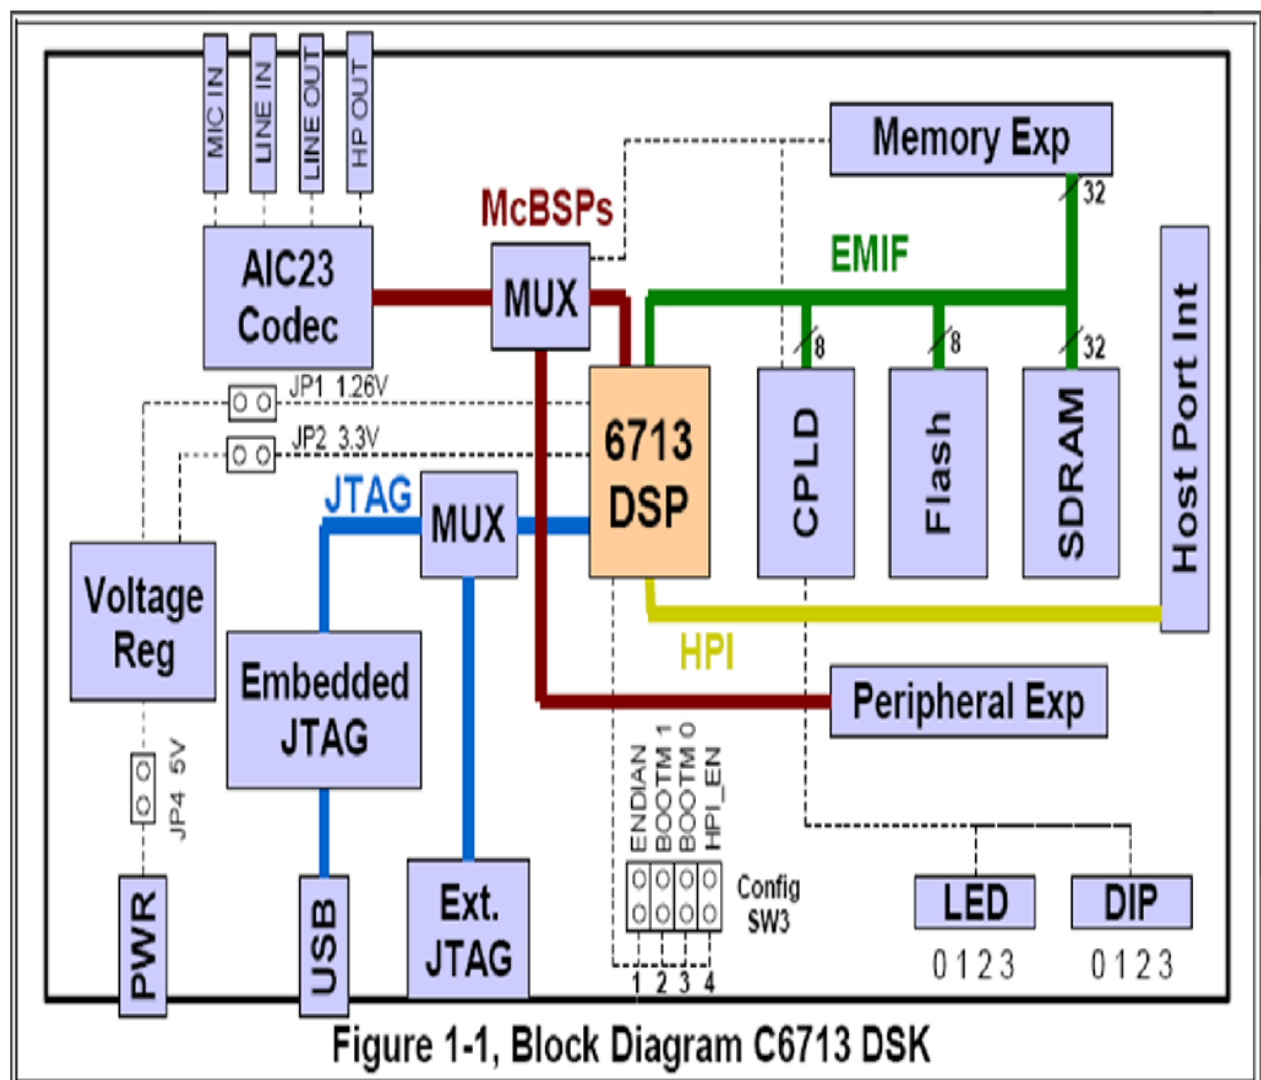 MIC IN
LINE IN
LINE OUT
HP OUT
Memory Exp
32
McBSPs
EMIF
AIC23
Codec
MUX
8
8
32
Host Port Int
JP1 1.26V
JP2 3.3V
6713
DSP
CPLD
Flash
SDRAM
JTAG
MUX
Voltage
Reg
HPI
Embedded
JTAG
Peripheral Exp
JP4 5V
ENDIAN
BOOTM 1
BOOTM 0
HPI_EN
Config
SW3
PWR
USB
Ext.
JTAG
LED
DIP
0 1 2 3
0 1 2 3
1 2 3 4
Figure 1-1, Block Diagram C6713 DSK